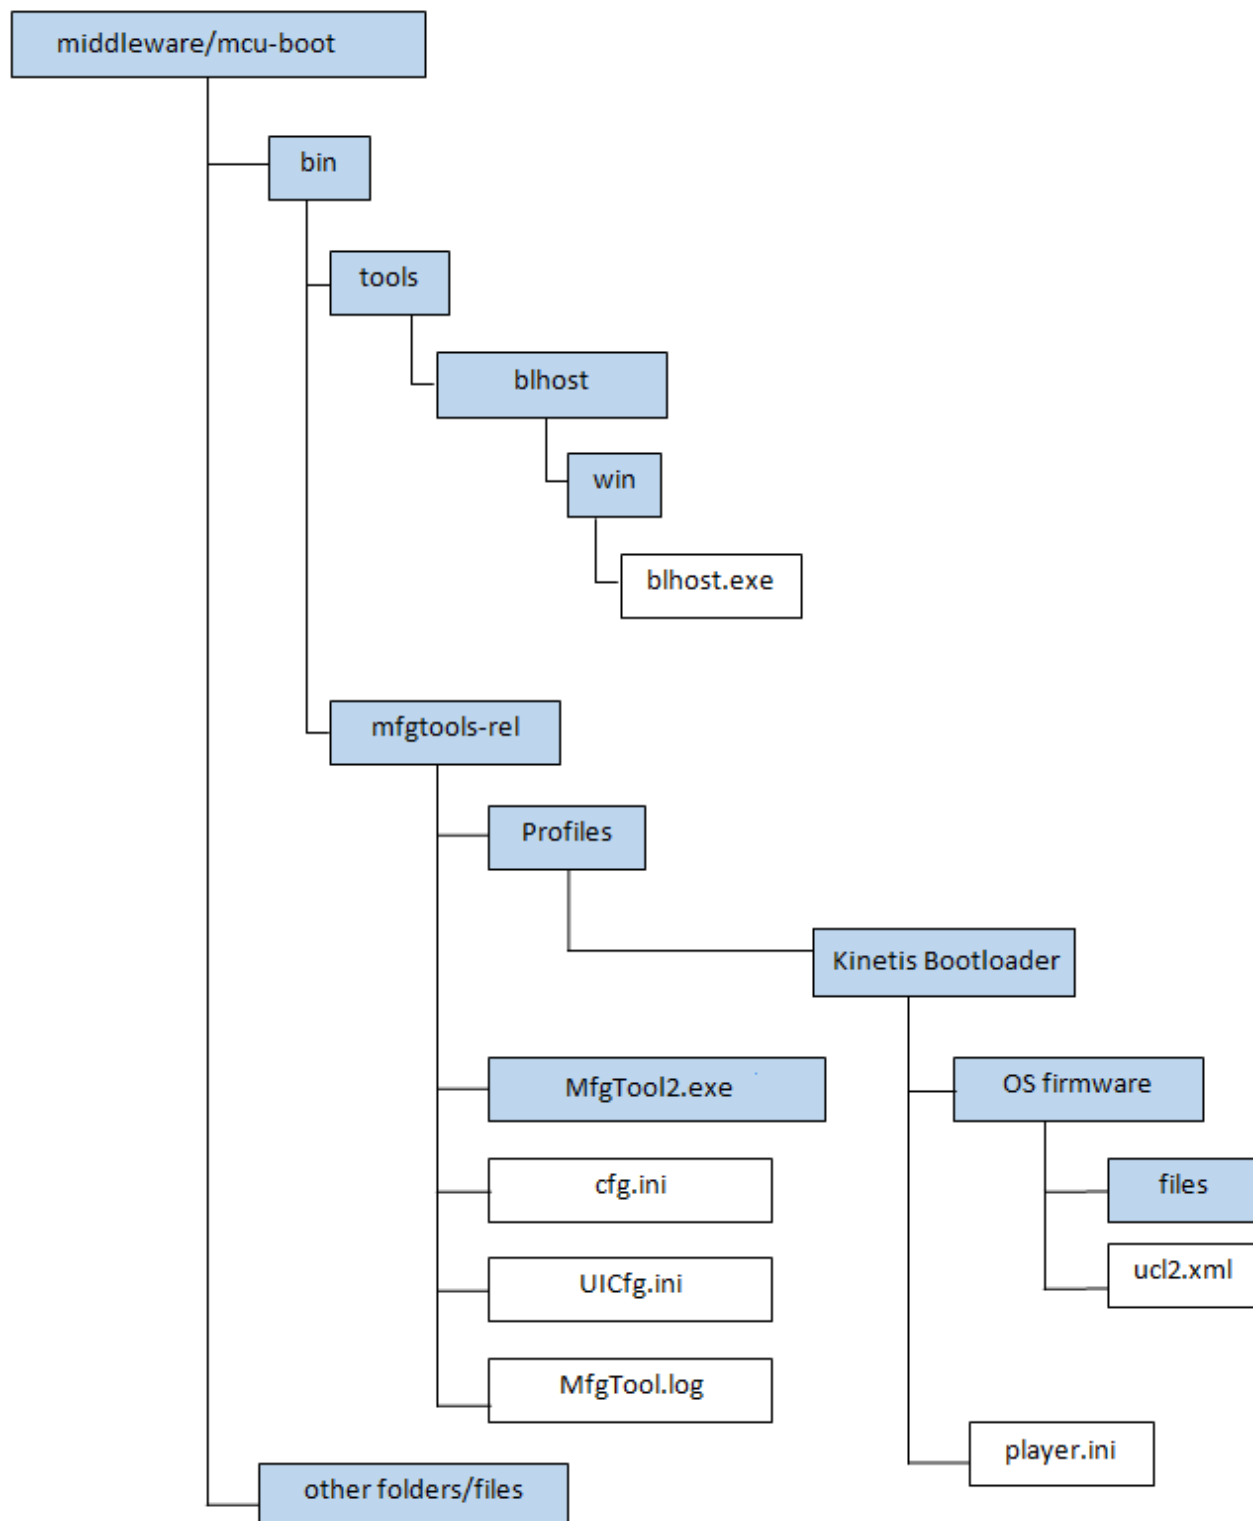 middleware/mcu-boot
bin
tools
blhost
win
blhost.exe
mfgtools-rel
Profiles
Kinetis Bootloader
OS firmware
files
ucl2.xml
player.ini
MfgTool2.exe
cfg.ini
UICfg.ini
MfgTool.log
other folders/files